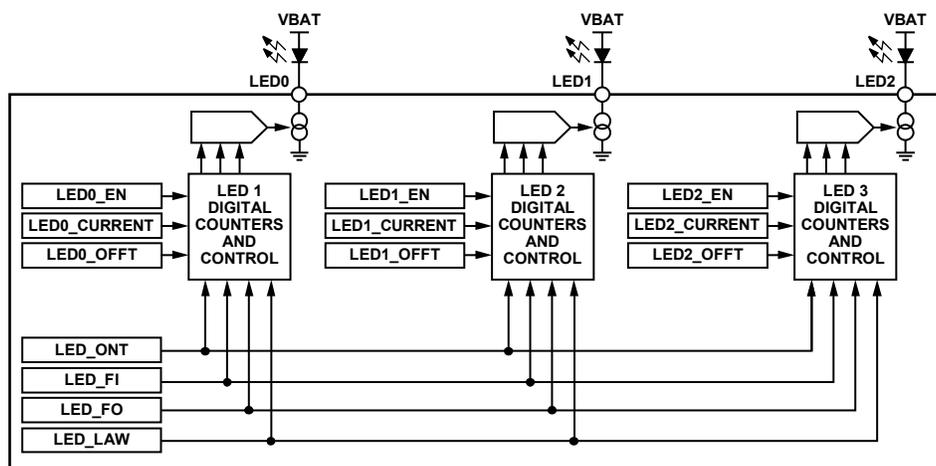 VBAT
VBAT
VBAT
LED0
LED1
LED2
LED0_EN
LED0_CURRENT
LED0_OFFT
LED 1
DIGITAL
COUNTERS
AND
CONTROL
LED1_EN
LED1_CURRENT
LED1_OFFT
LED 2
DIGITAL
COUNTERS
AND
CONTROL
LED2_EN
LED2_CURRENT
LED2_OFFT
LED 3
DIGITAL
COUNTERS
AND
CONTROL
LED_ONT
LED_FI
LED_FO
LED_LAW